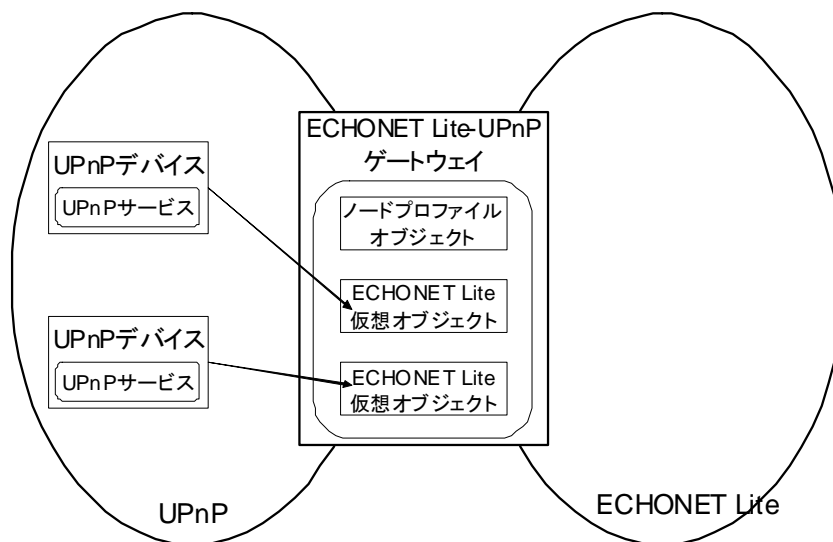 ECHONET Lite-UPnP
ゲートウェイ
UPnPデバイス
UPnPサービス
ノードプロファイル
オブジェクト
ECHONET Lite
仮想オブジェクト
UPnPデバイス
UPnPサービス
ECHONET Lite
仮想オブジェクト
UPnP
ECHONET Lite